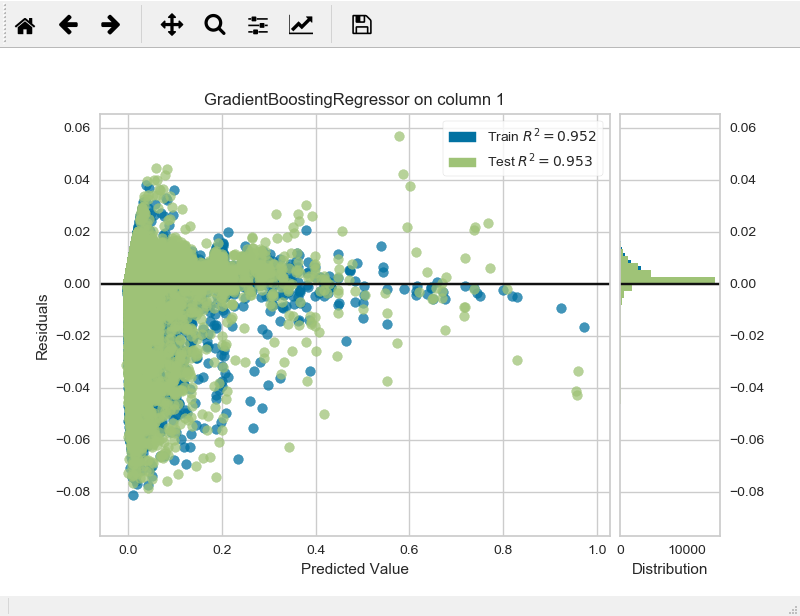 GradientBoostingRegressor on column 1
Train R² = 0.952
Test R² = 0.953
0.06
0.04
0.02
0.00
−0.02
−0.04
−0.06
−0.08
Residuals
0.0 0.2 0.4 0.6 0.8 1.0
Predicted Value
0.06
0.04
0.02
0.00
−0.02
−0.04
−0.06
−0.08
0 10000
Distribution